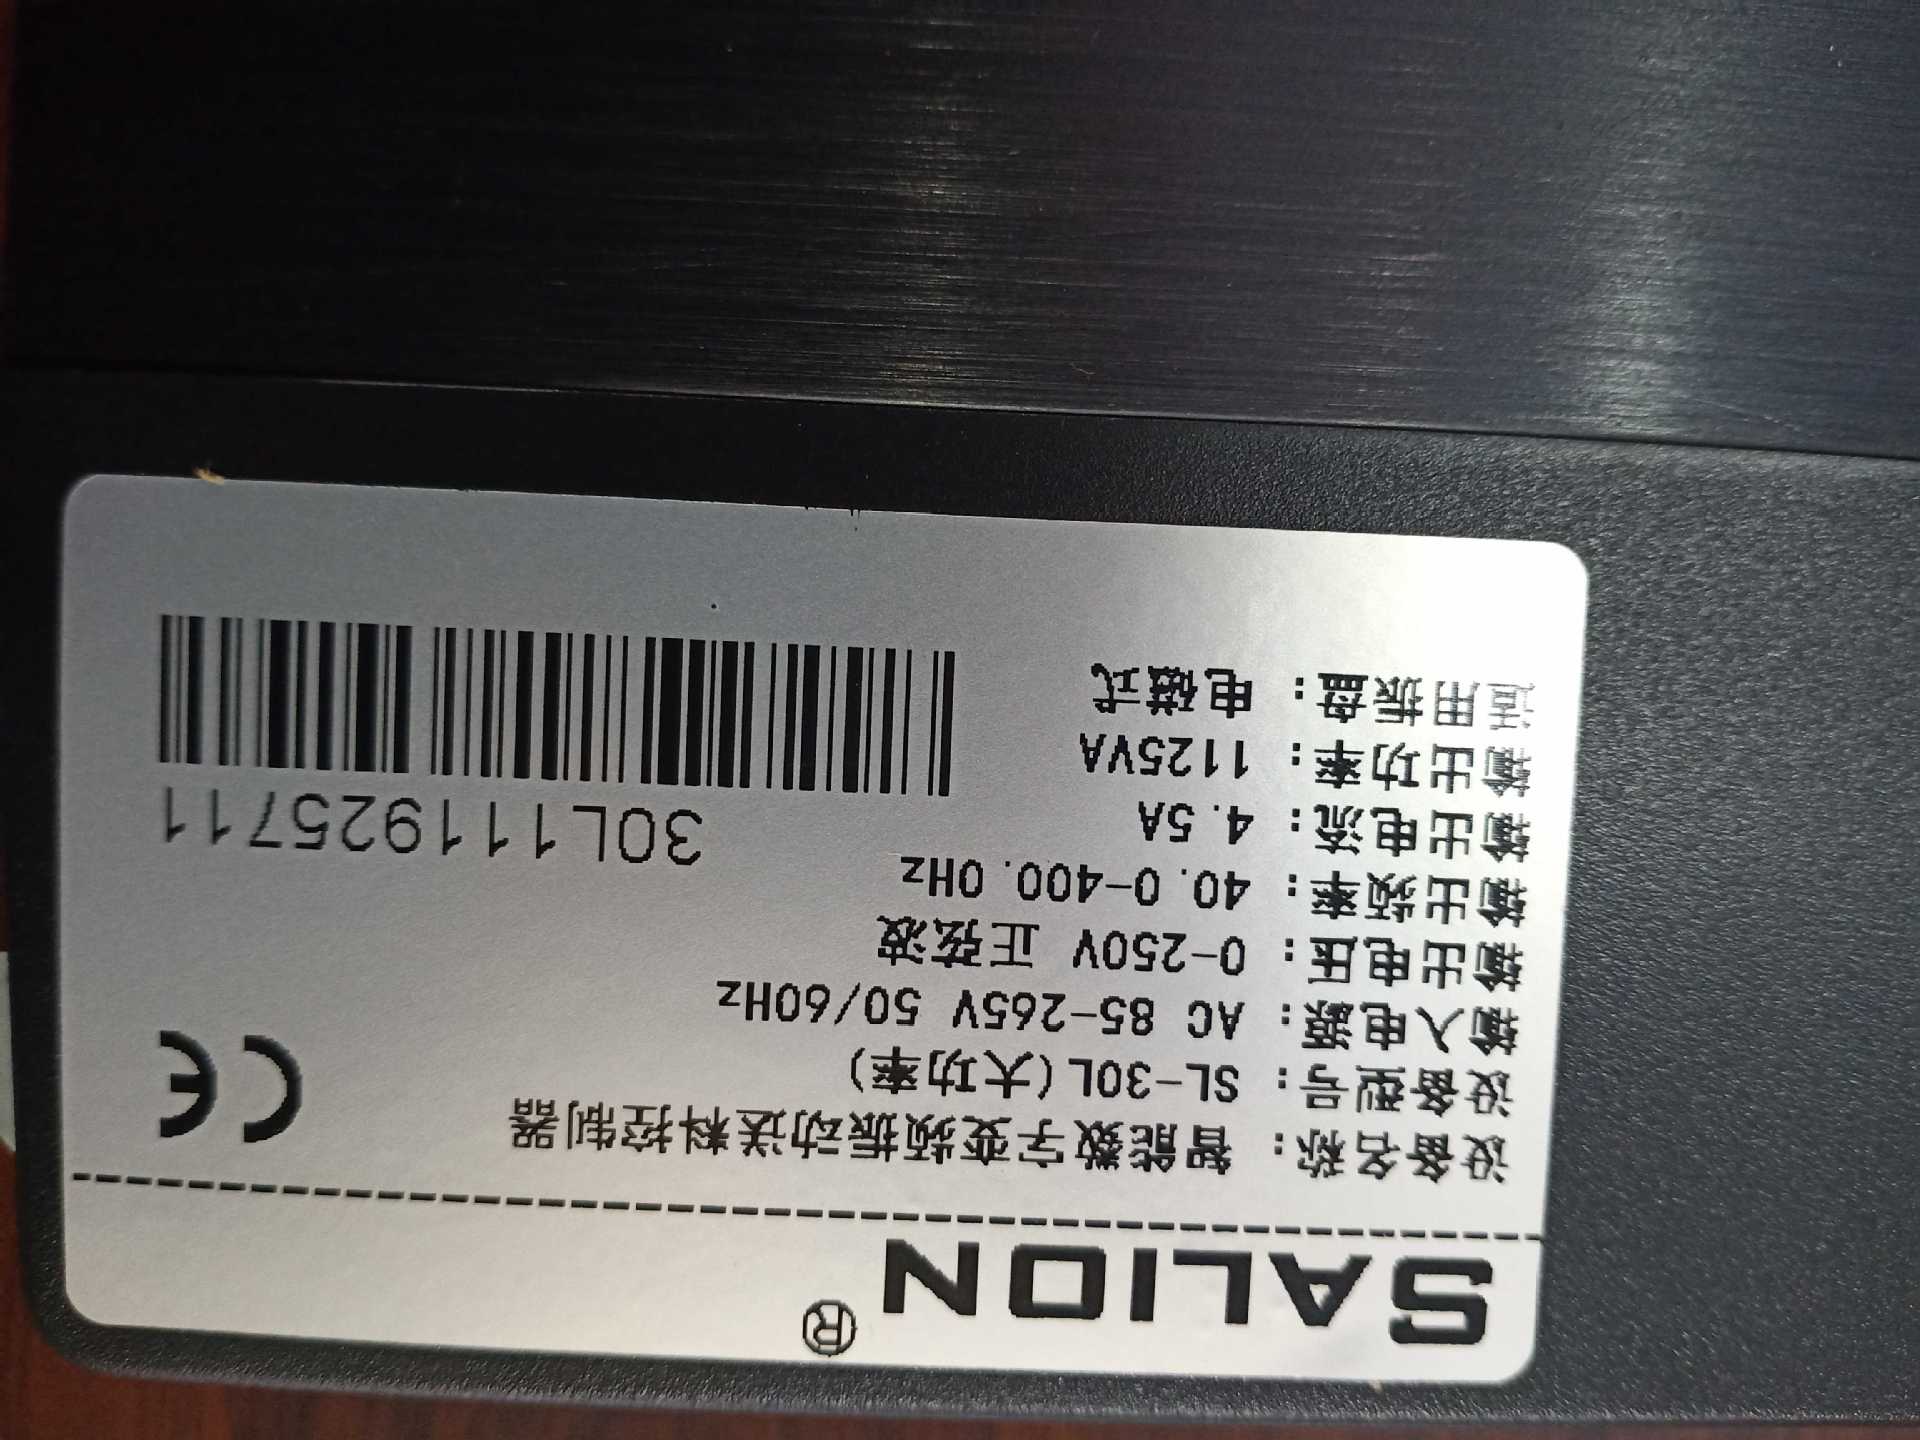 SALION®
设备名称: 智能数字变频振动送料控制器
设备型号: SL-30L(大功率)
输入电源: AC 85-265V 50/60Hz
输出电压: 0-250V 正弦波
输出频率: 40.0-400.0Hz
输出电流: 4.5A
输出功率: 1125VA
适用振盘: 电磁式
CE
30L111925711